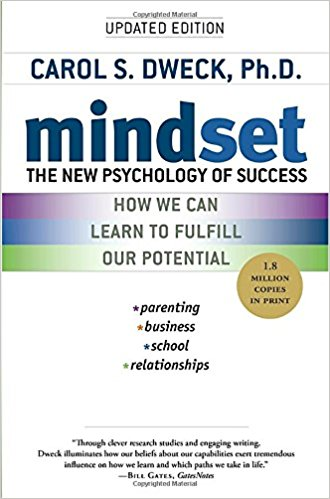 UPDATED EDITION
CAROL S. DWECK, Ph.D.
mindset
THE NEW PSYCHOLOGY OF SUCCESS
HOW WE CAN
LEARN TO FULFILL
OUR POTENTIAL
1.8
MILLION
COPIES
IN PRINT
*parenting
*business
*school
*relationships
"Through clever research studies and engaging writing,
Dweck illuminates how our beliefs about our capabilities exert tremendous
influence on how we learn and which paths we take in life."
—BILL GATES, GatesNotes